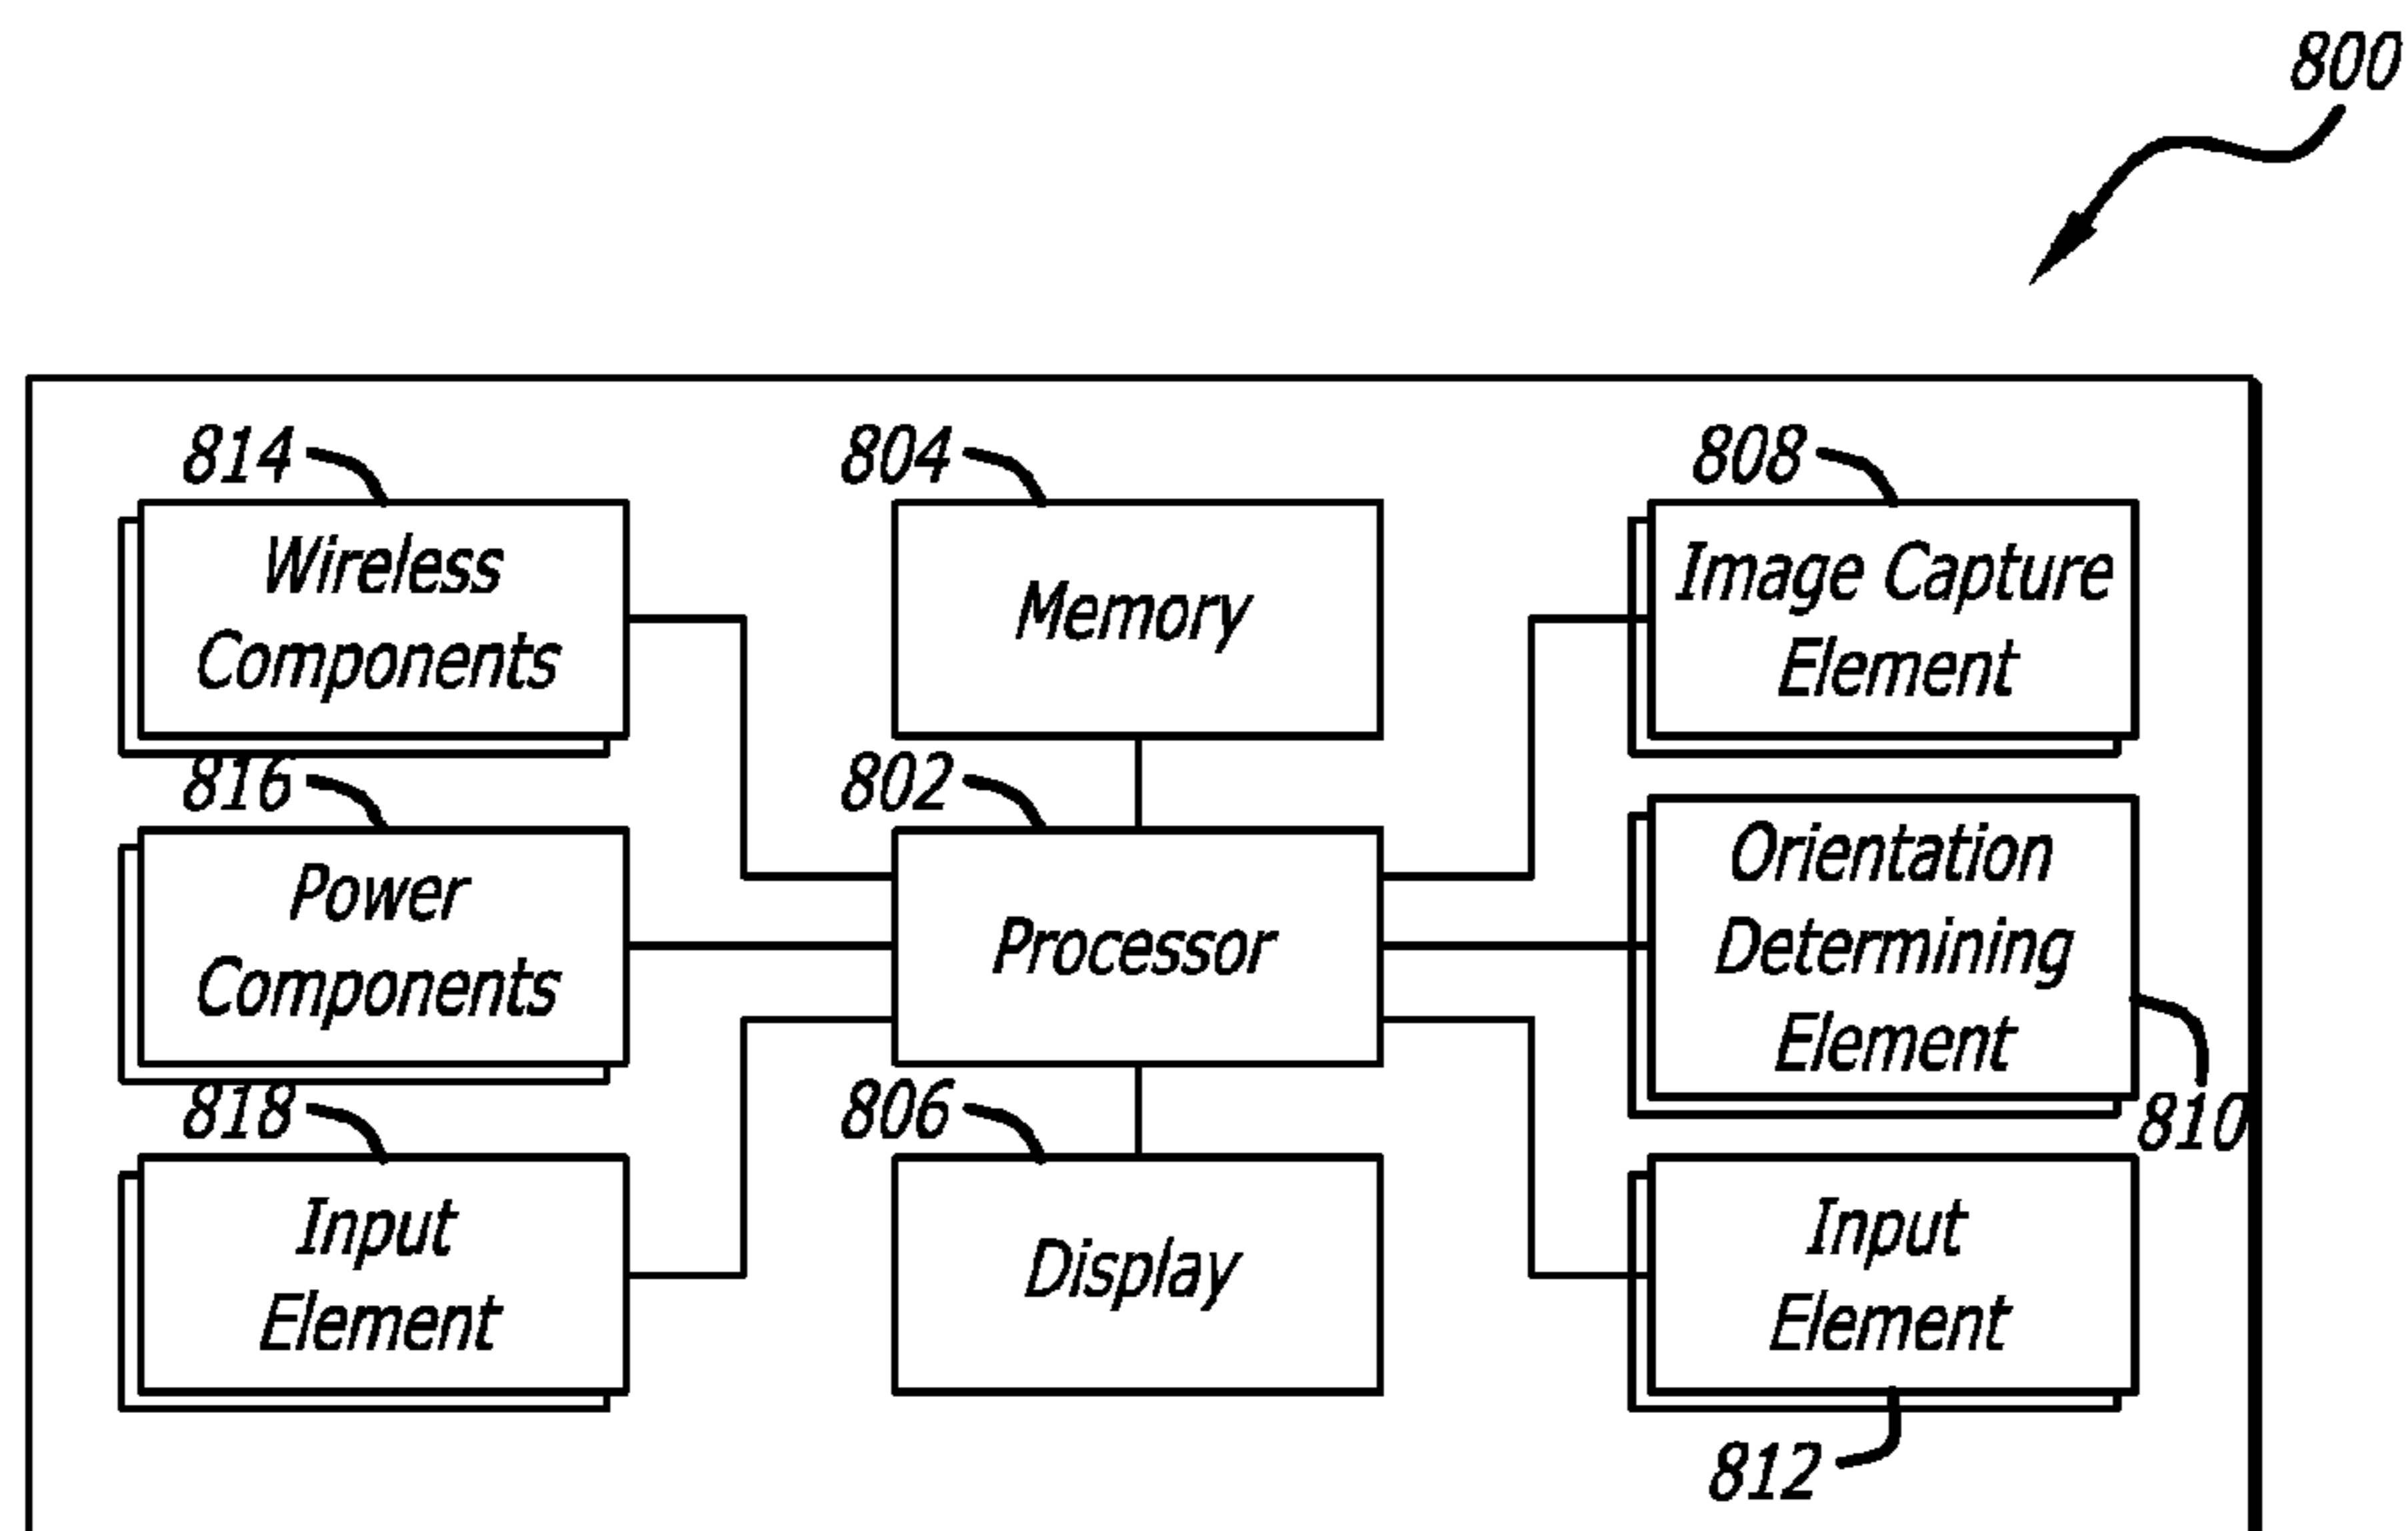 800
814
804
808
Wireless
Components
Memory
Image Capture
Element
816
802
Power
Components
Processor
Orientation
Determining
Element
810
818
806
Input
Element
Display
Input
Element
812